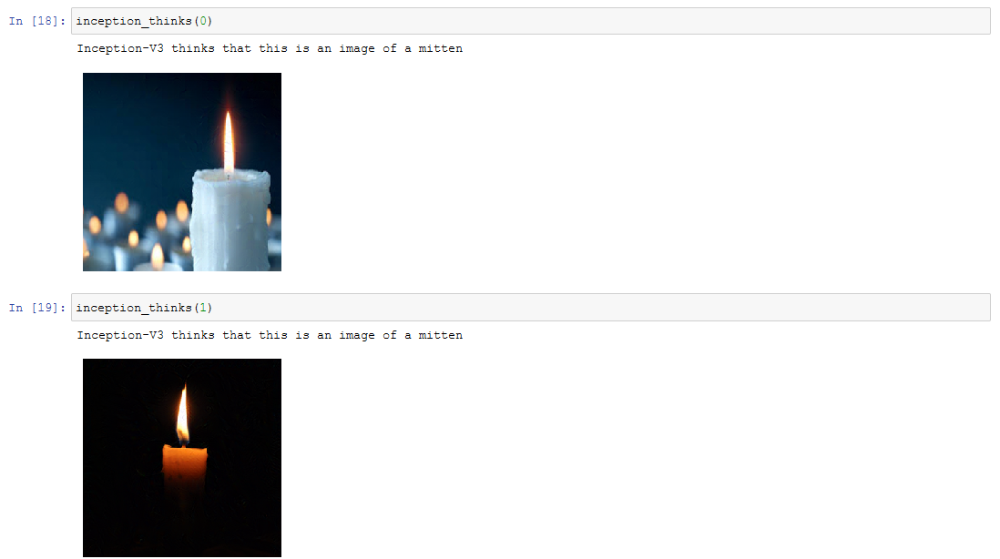 In [18]: inception_thinks(0)
Inception-V3 thinks that this is an image of a mitten
In [19]: inception_thinks(1)
Inception-V3 thinks that this is an image of a mitten